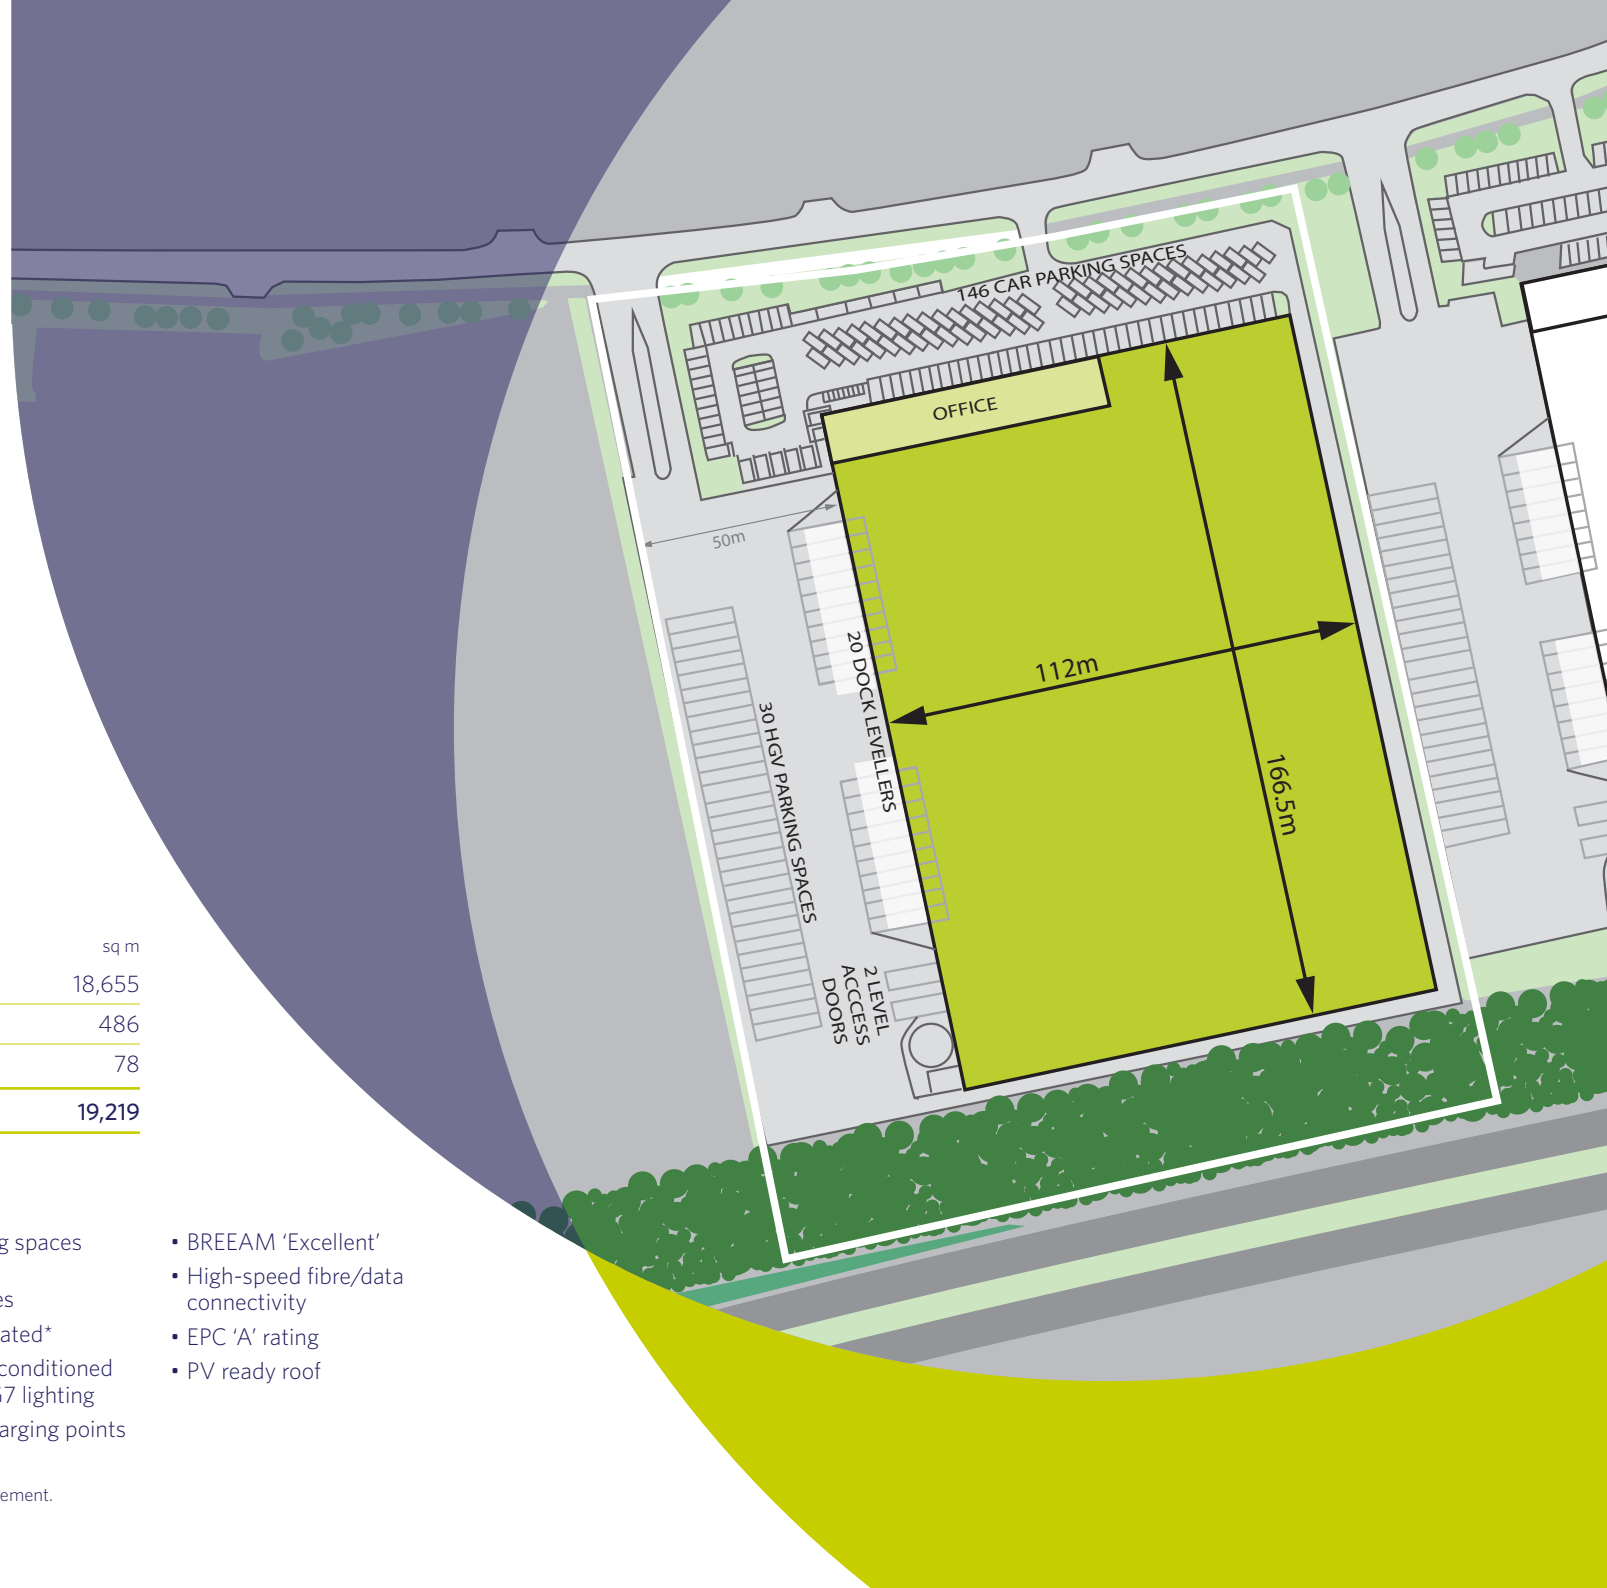 146 CAR PARKING SPACES
OFFICE
50m
20 DOCK LEVELLERS
112m
166.5m
30 HGV PARKING SPACES
2 LEVEL
ACCCESS
DOORS
sq m
18,655
486
78
19,219
g spaces
es
ated*
conditioned
G7 lighting
arging points
ement.
• BREEAM ‘Excellent’
• High-speed fibre/data
connectivity
• EPC ‘A’ rating
• PV ready roof